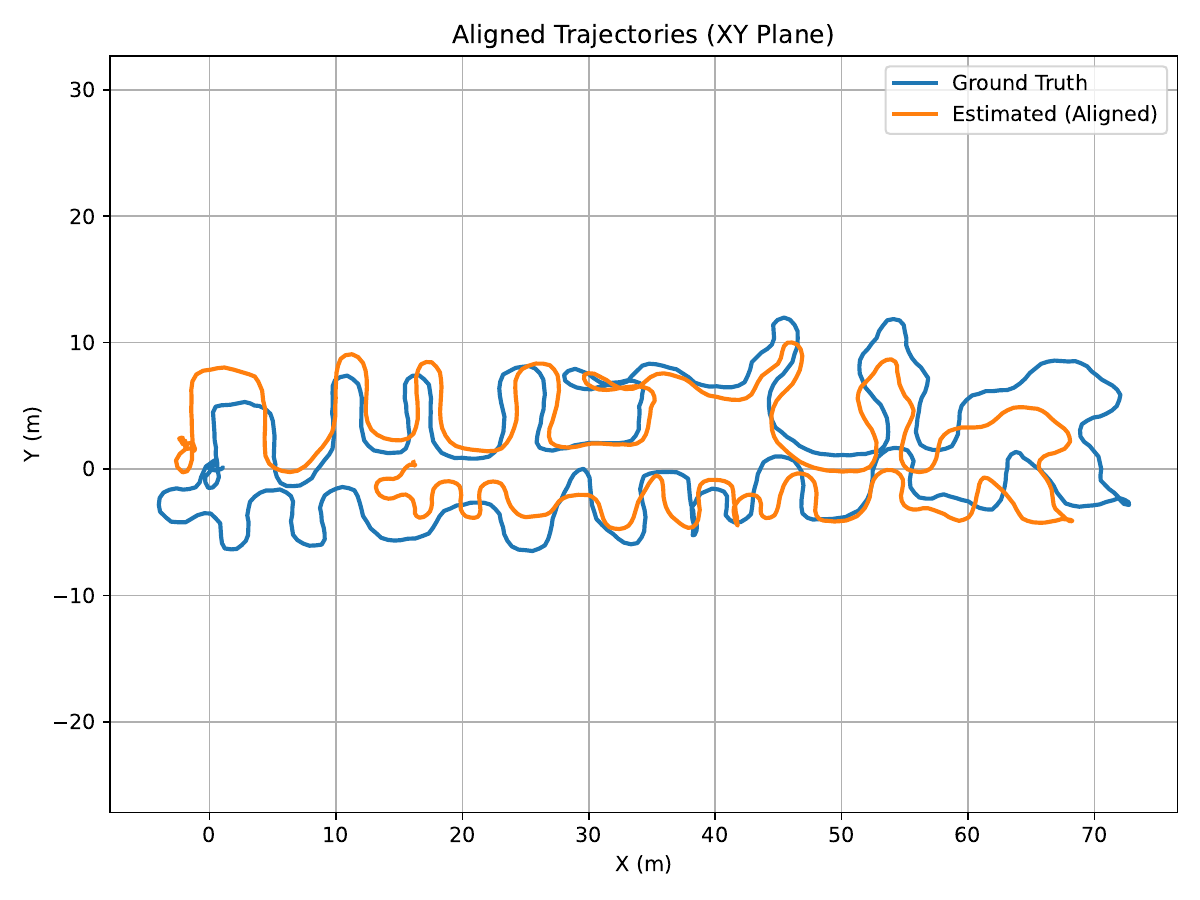 Aligned Trajectories (XY Plane)
Ground Truth
Estimated (Aligned)
Y (m)
30
20
10
0
−10
−20
0 10 20 30 40 50 60 70
X (m)